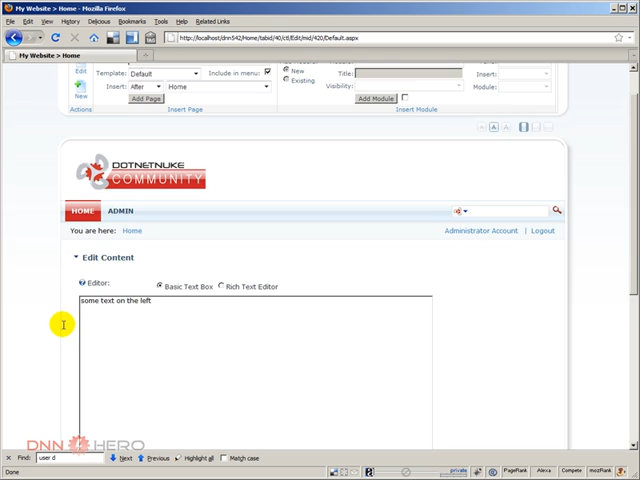 My Website > Home - Mozilla Firefox
File Edit View History Bookmarks Tools Help Related Links
http://localhost/dnn542/Home/tabid/40/ctl/Edit/mid/420/Default.aspx
My Website > Home
Edit Template: Default Include in menu: New Title: Insert:
Existing
New Insert: After Home Visibility: Module:
Add Page Add Module
Actions Insert Page Insert Module
A A A
DOTNETNUKE
COMMUNITY
HOME ADMIN
You are here: Home Administrator Account | Logout
Edit Content
Editor: Basic Text Box Rich Text Editor
some text on the left
DNN HERO
Find: user d Next Previous Highlight all Match case
Done private PageRank Alexa Compete mozRank